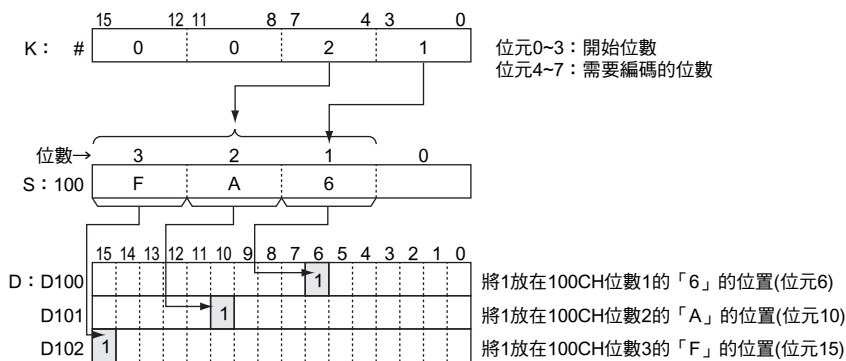 15 12 11 8 7 4 3 0
K： # 0 0 2 1
位元0~3：開始位數
位元4~7：需要編碼的位數
位數→ 3 2 1 0
S：100 F A 6
15 14 13 12 11 10 9 8 7 6 5 4 3 2 1 0
D：D100 1 將1放在100CH位數1的「6」的位置(位元6)
D101 1 將1放在100CH位數2的「A」的位置(位元10)
D102 1 將1放在100CH位數3的「F」的位置(位元15)